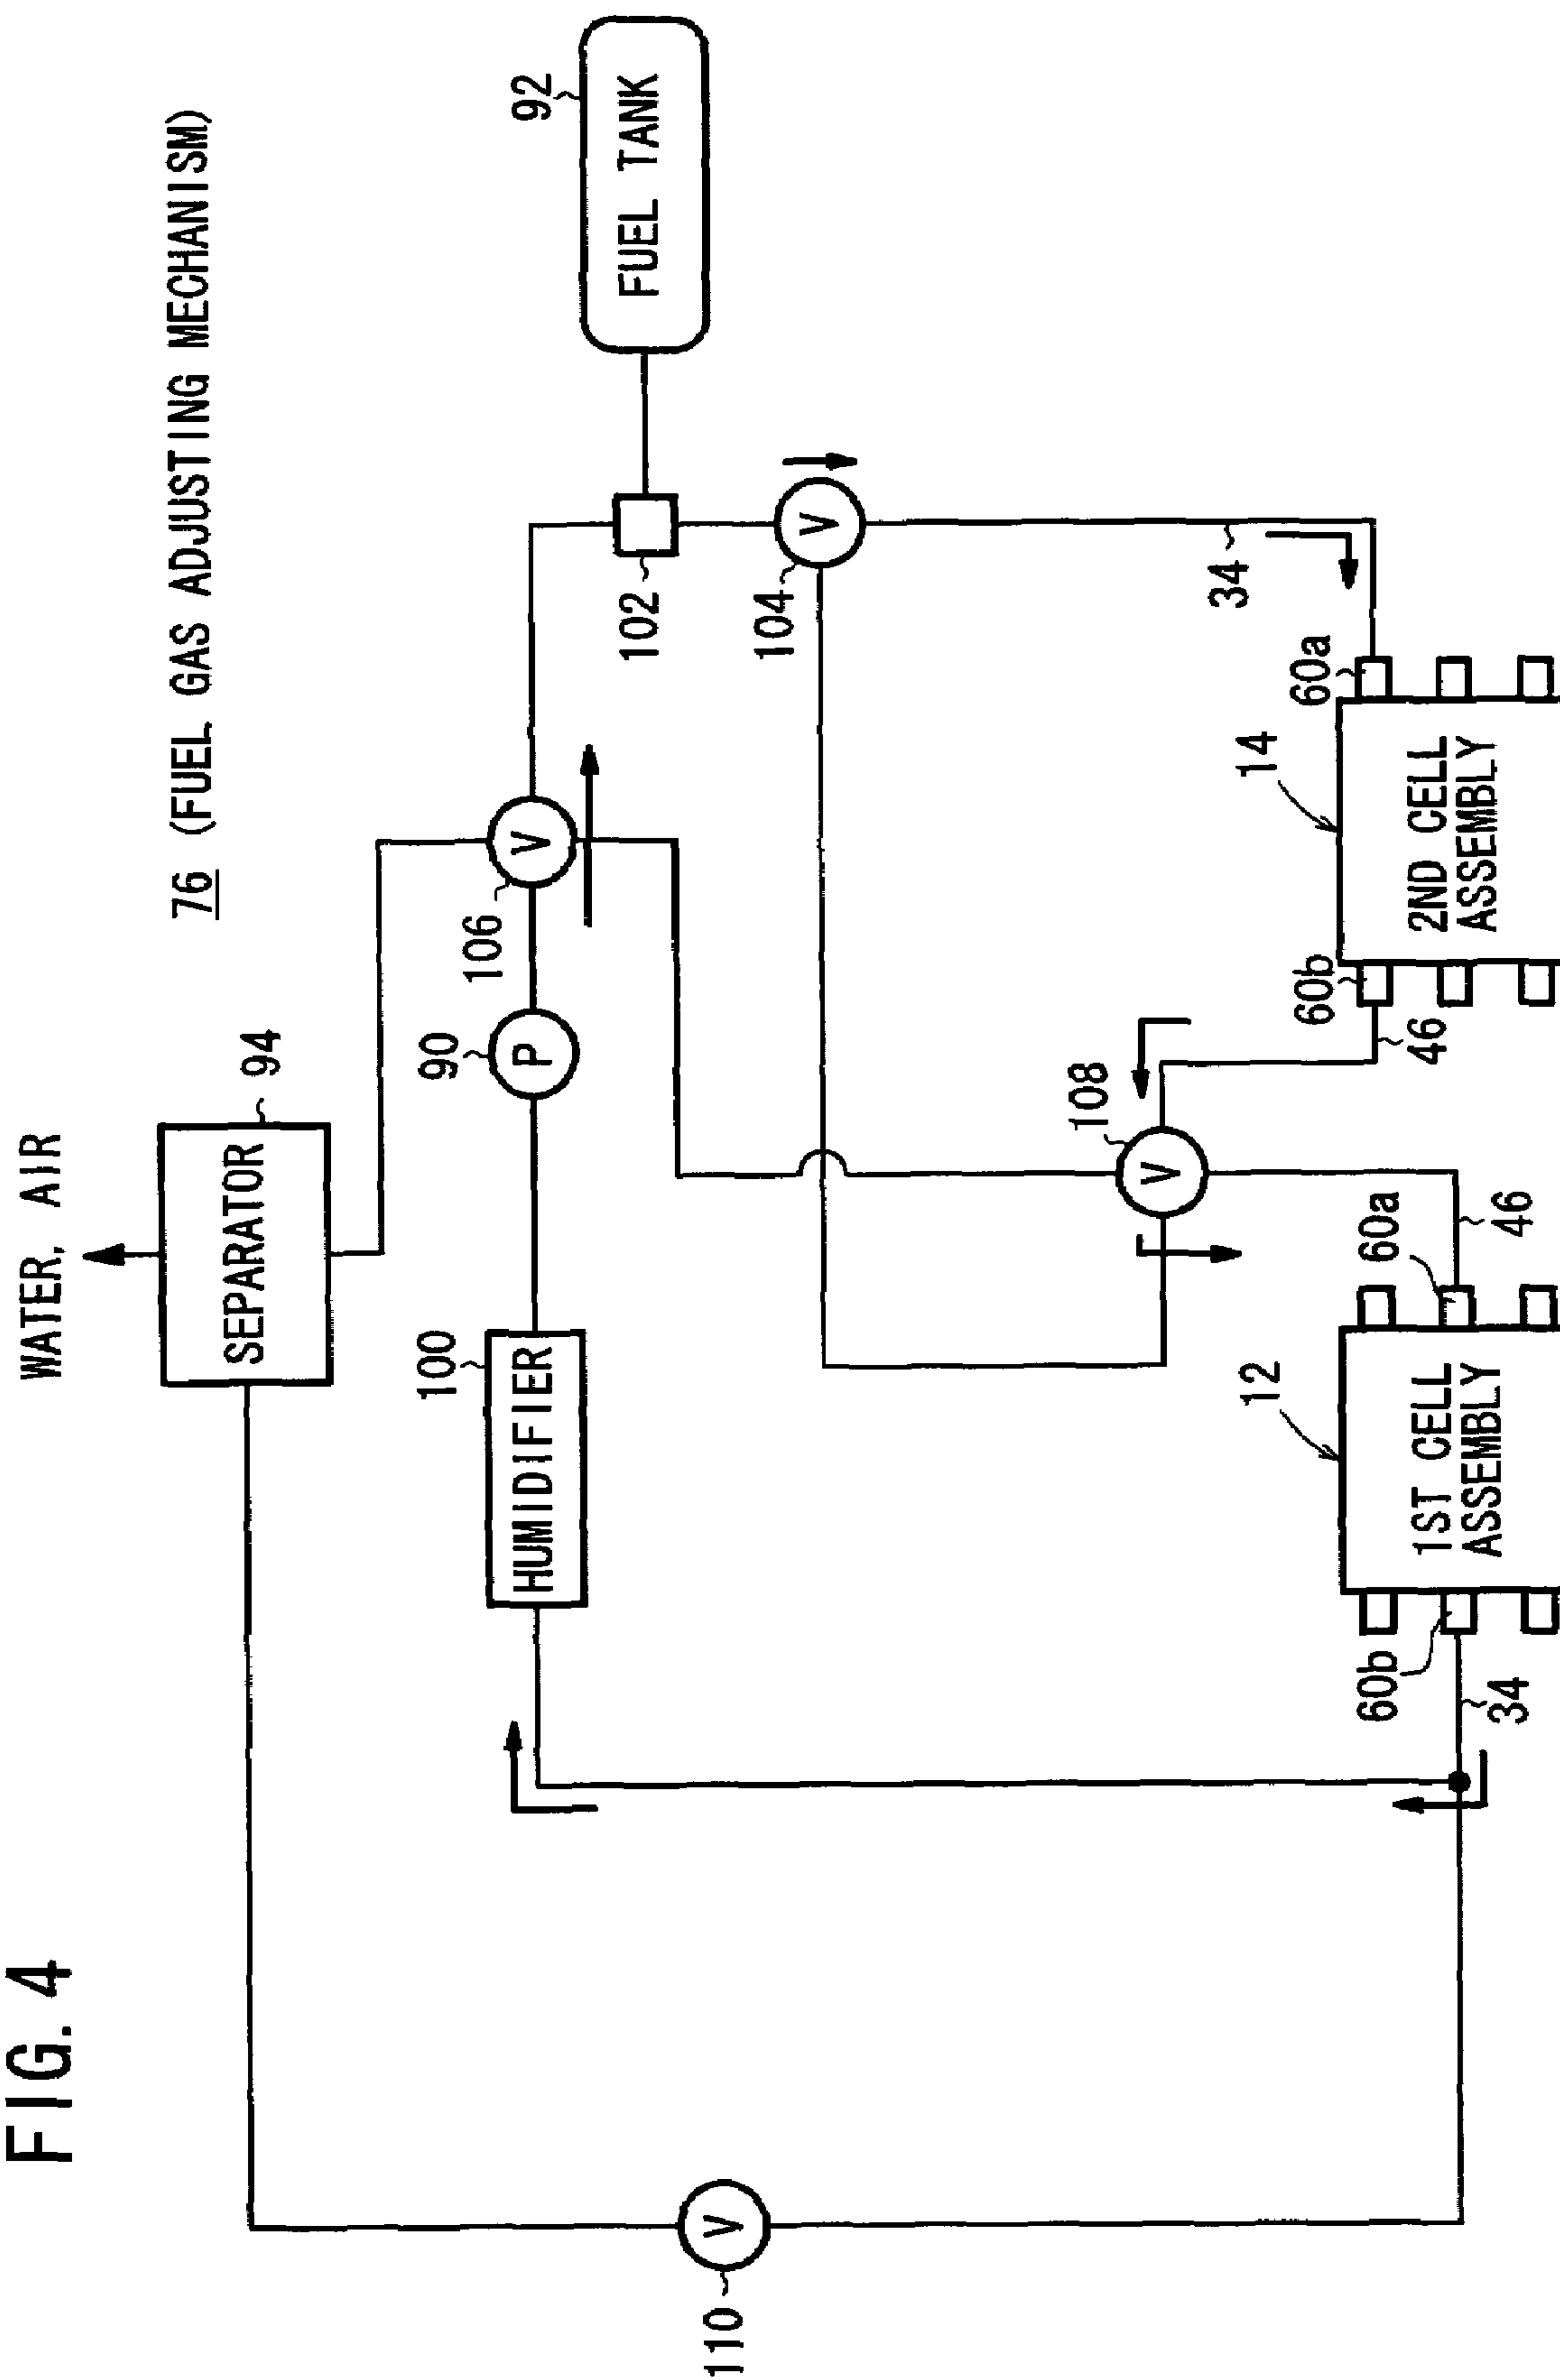 FIG. 4
76 (FUEL GAS ADJUSTING MECHANISM)
WATER, AIR
SEPARATOR
94
110
V
100
HUMIDIFIER
90
P
106
V
102
92
FUEL TANK
104
V
108
V
34
12
1ST CELL
ASSEMBLY
60b
34
60a
46
14
2ND CELL
ASSEMBLY
60b
46
60a